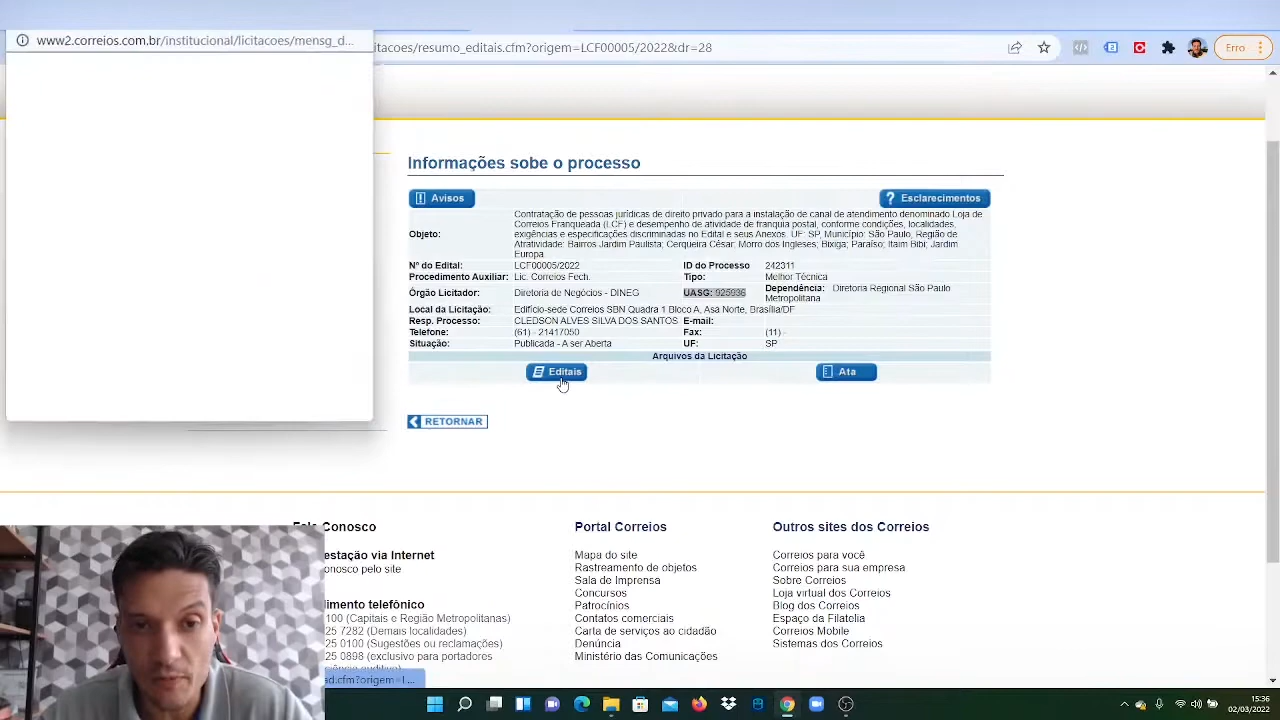 www2.correios.com.br/institucional/licitacoes/mensg_d...
itacoes/resumo_editais.cfm?origem=LCF00005/2022&dr=28
Erro
Informações sobe o processo
Avisos
Esclarecimentos
Objeto:
Contratação de pessoas jurídicas de direito privado para a instalação de canal de atendimento denominado Loja de
Correios Franqueada (LCF) e desempenho de atividade de franquia postal, conforme condições, localidades,
exigências e especificações discriminadas no Edital e seus Anexos. UF: SP, Município: São Paulo, Região de
Atratividade: Bairros Jardim Paulista; Cerqueira César; Morro dos Ingleses; Bixiga; Paraíso; Itaim Bibi; Jardim
Europa.
Nº do Edital: LCF00005/2022 ID do Processo 242311
Procedimento Auxiliar: Lic. Correios Fech. Tipo: Melhor Técnica
Órgão Licitador: Diretoria de Negócios - DINEG UASG: 925936 Dependência: Diretoria Regional São Paulo
Metropolitana
Local da Licitação: Edifício-sede Correios SBN Quadra 1 Bloco A, Asa Norte, Brasília/DF
Resp. Processo: CLEDSON ALVES SILVA DOS SANTOS E-mail:
Telefone: (61) - 21417050 Fax: (11) -
Situação: Publicada - A ser Aberta UF: SP
Arquivos da Licitação
Editais
Ata
RETORNAR
Fale Conosco
estação via Internet
onosco pelo site
limento telefônico
100 (Capitais e Região Metropolitanas)
25 7282 (Demais localidades)
25 0100 (Sugestões ou reclamações)
25 0898 (exclusivo para portadores
Portal Correios
Mapa do site
Rastreamento de objetos
Sala de Imprensa
Concursos
Patrocínios
Contatos comerciais
Carta de serviços ao cidadão
Denúncia
Ministério das Comunicações
Outros sites dos Correios
Correios para você
Correios para sua empresa
Sobre Correios
Loja virtual dos Correios
Blog dos Correios
Espaço da Filatelia
Correios Mobile
Sistemas dos Correios
sd.cfm?origem=l...
15:36
02/03/2022